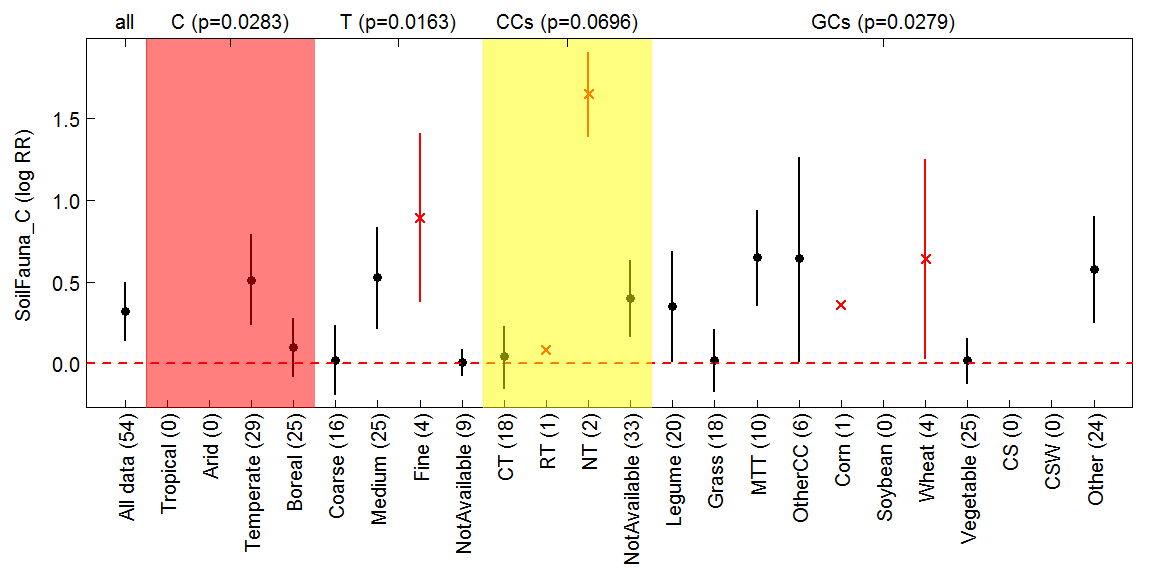 all C (p=0.0283) T (p=0.0163) CCs (p=0.0696) GCs (p=0.0279)
SoilFauna_C (log RR)
1.5
1.0
0.5
0.0
All data (54)
Tropical (0)
Arid (0)
Temperate (29)
Boreal (25)
Coarse (16)
Medium (25)
Fine (4)
NotAvailable (9)
CT (18)
RT (1)
NT (2)
NotAvailable (33)
Legume (20)
Grass (18)
MTT (10)
OtherCC (6)
Corn (1)
Soybean (0)
Wheat (4)
Vegetable (25)
CS (0)
CSW (0)
Other (24)